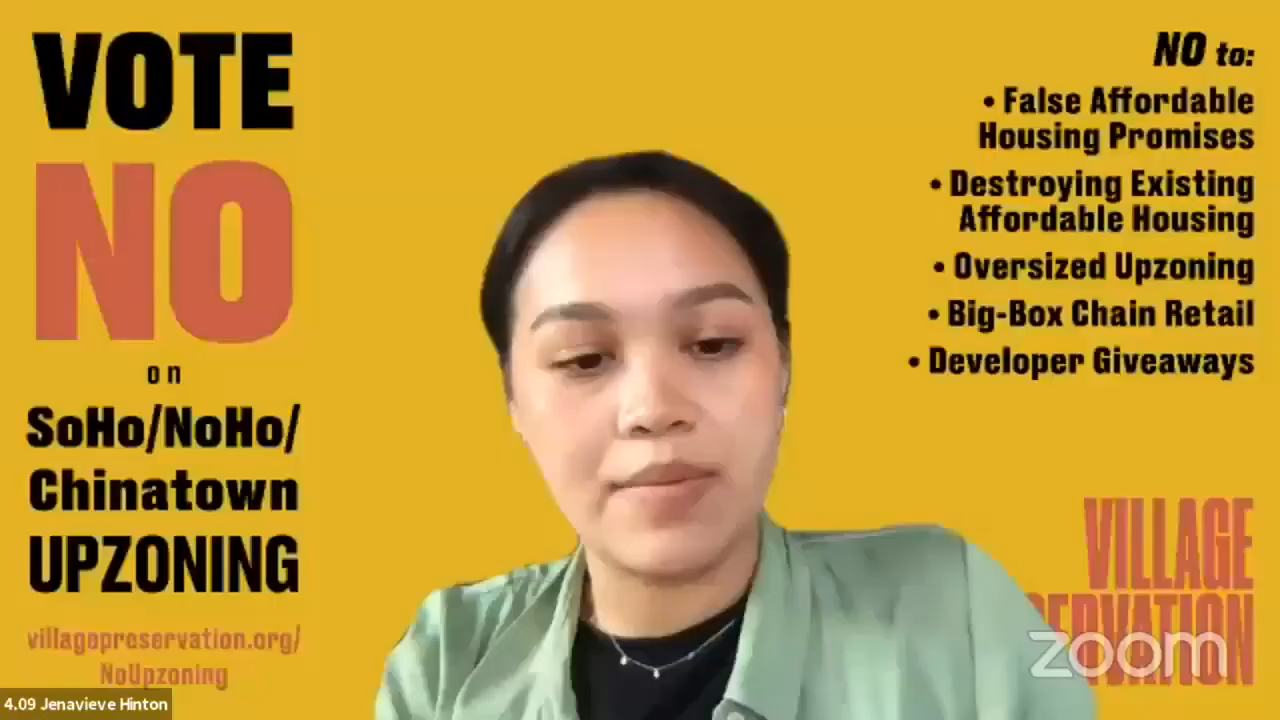 VOTE
NO
on
SoHo/NoHo/
Chinatown
UPZONING
villagepreservation.org/
NoUpzoning
4.09 Jenavieve Hinton
NO to:
• False Affordable
Housing Promises
• Destroying Existing
Affordable Housing
• Oversized Upzoning
• Big-Box Chain Retail
• Developer Giveaways
VILLAGE
ERVATION
zoom